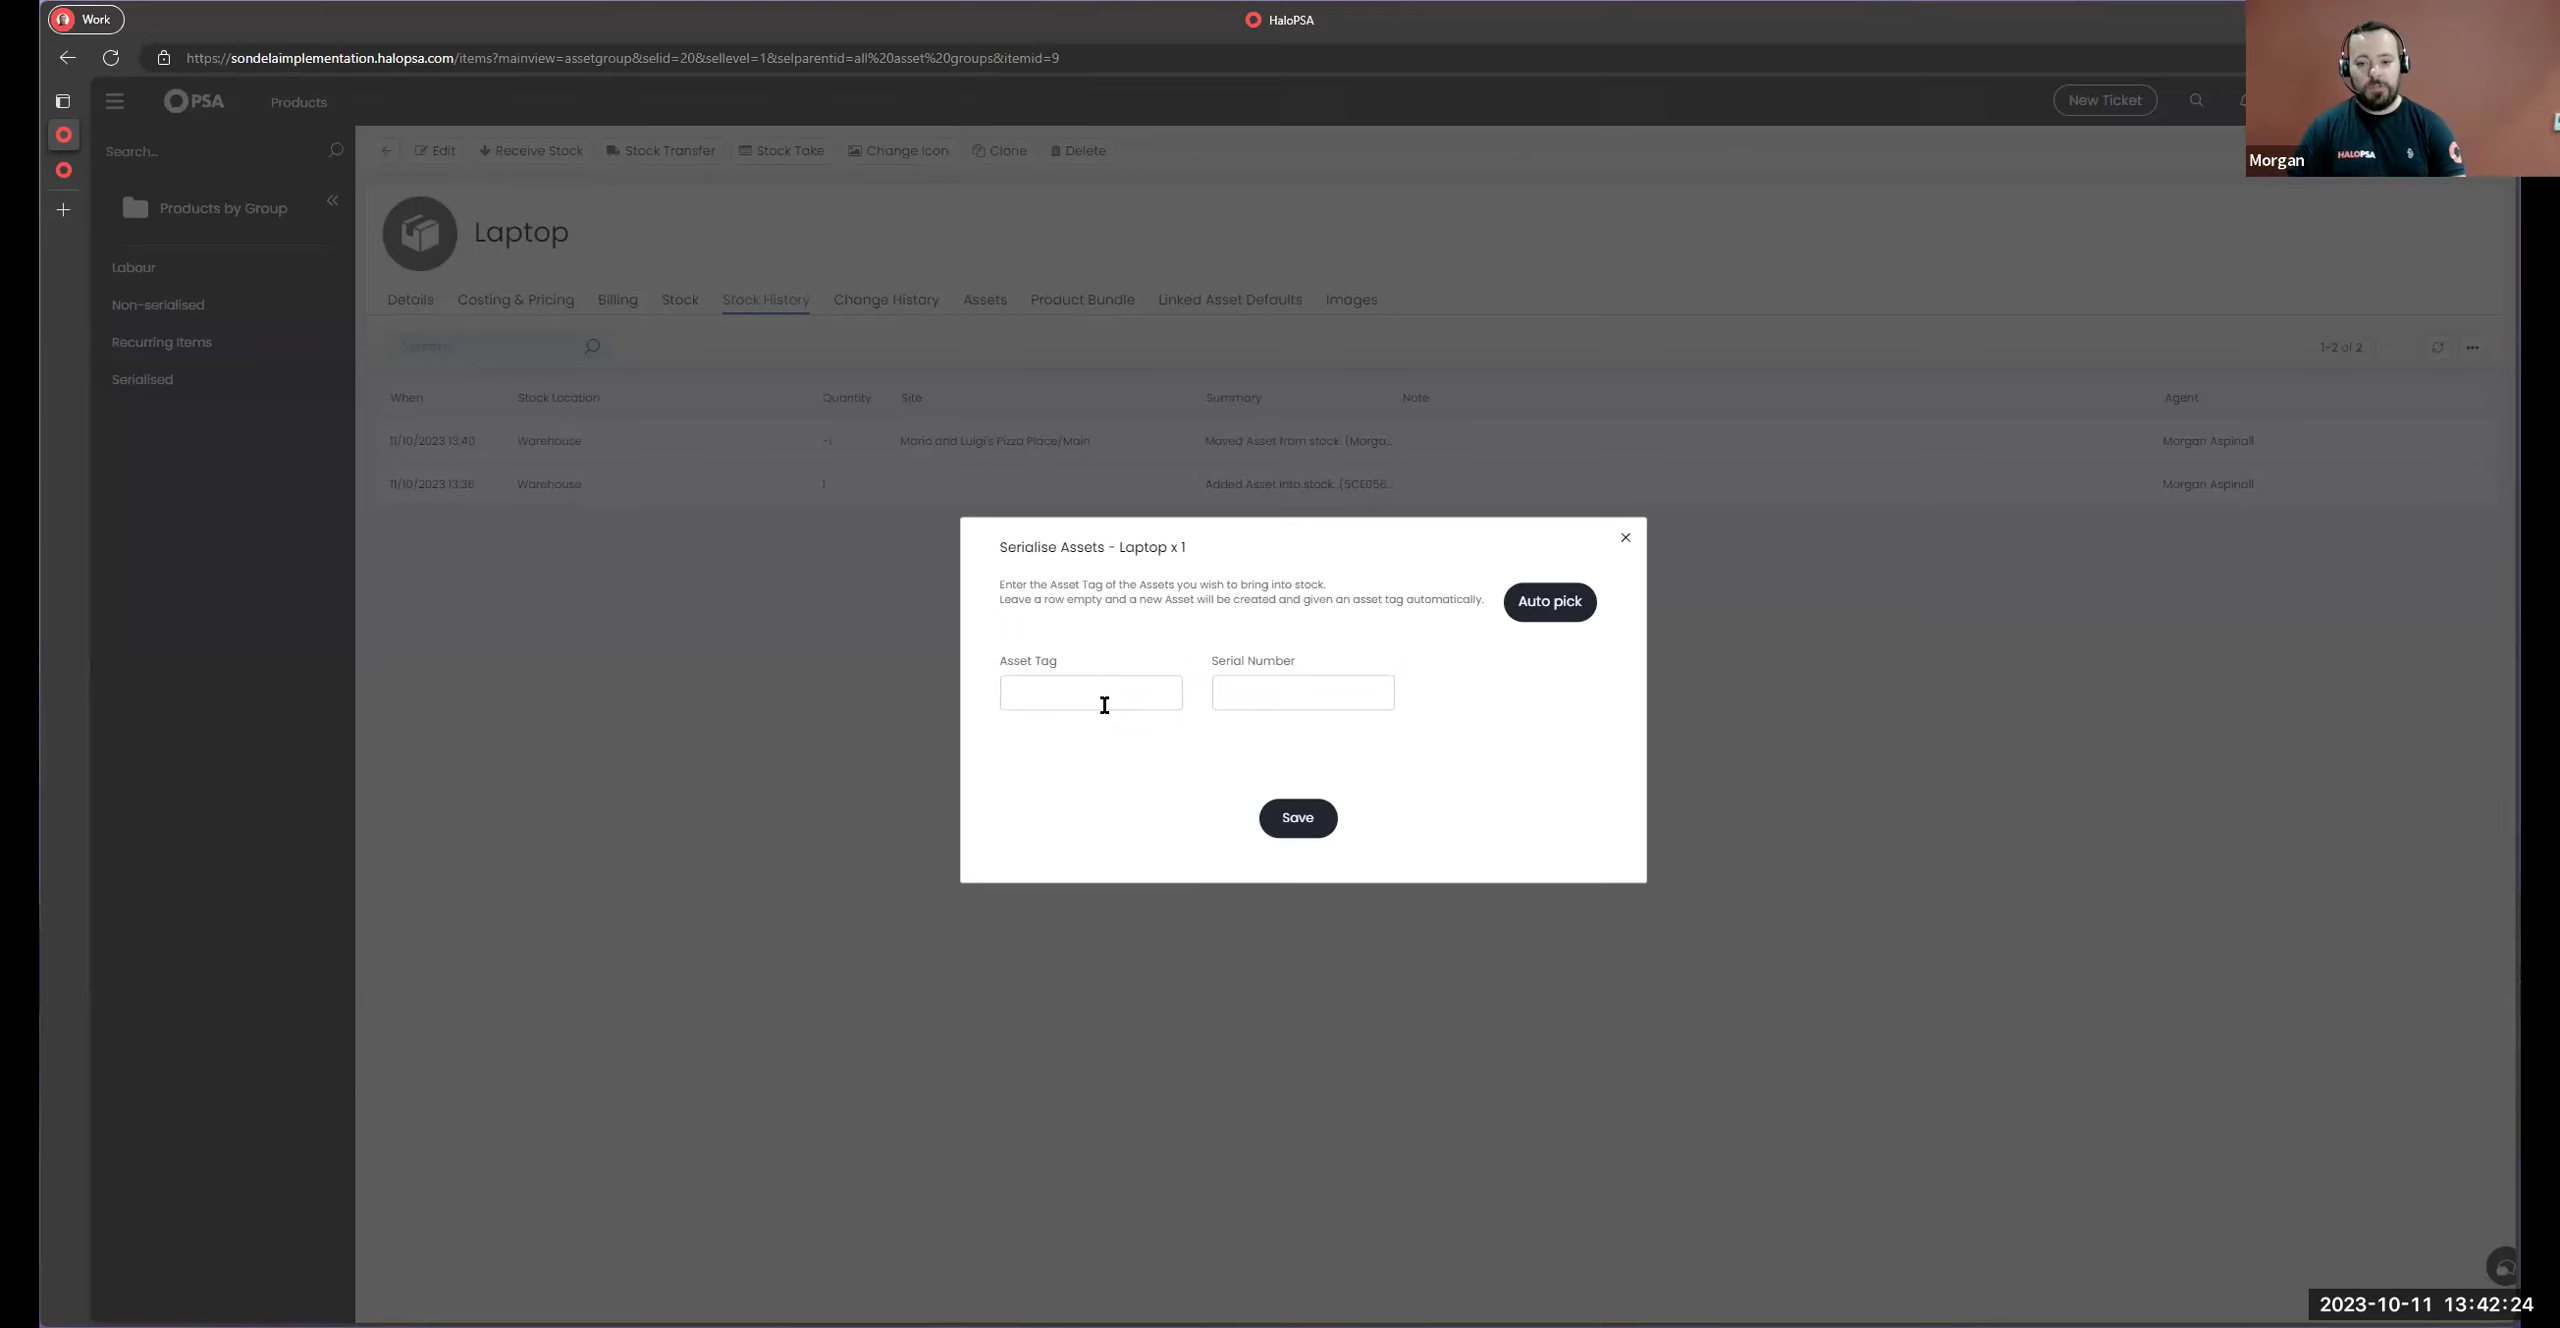 Work
HaloPSA
https://sondelaimplementation.halopsa.com/items?mainview=assetgroup&selid=20&sellevel=1&selparentid=all%20asset%20groups&itemid=9
PSA
Products
New Ticket
Search...
Edit
Receive Stock
Stock Transfer
Stock Take
Change Icon
Clone
Delete
Morgan
HALOPSA
Products by Group
Labour
Non-serialised
Recurring Items
Serialised
Laptop
Details
Costing & Pricing
Billing
Stock
Stock History
Change History
Assets
Product Bundle
Linked Asset Defaults
Images
Search...
1-2 of 2
When
Stock Location
Quantity
Site
Summary
Note
Agent
11/10/2023 13:40
Warehouse
-1
Mario and Luigi's Pizza Place/Main
Moved Asset from stock. (Morga...
Morgan Aspinall
11/10/2023 13:36
Warehouse
1
Added Asset into stock. (5CE056...
Morgan Aspinall
Serialise Assets - Laptop x 1
Enter the Asset Tag of the Assets you wish to bring into stock.
Leave a row empty and a new Asset will be created and given an asset tag automatically.
Auto pick
Asset Tag
Serial Number
Save
2023-10-11 13:42:24